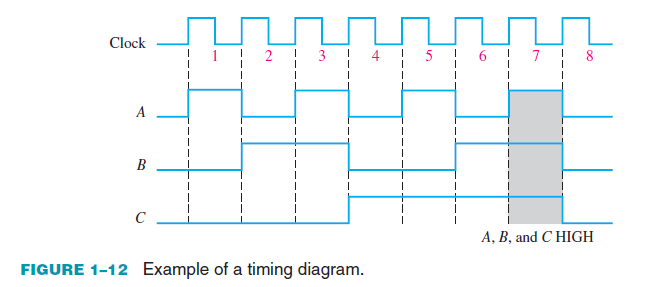 Clock
1 2 3 4 5 6 7 8
A
B
C
A, B, and C HIGH
FIGURE 1–12 Example of a timing diagram.